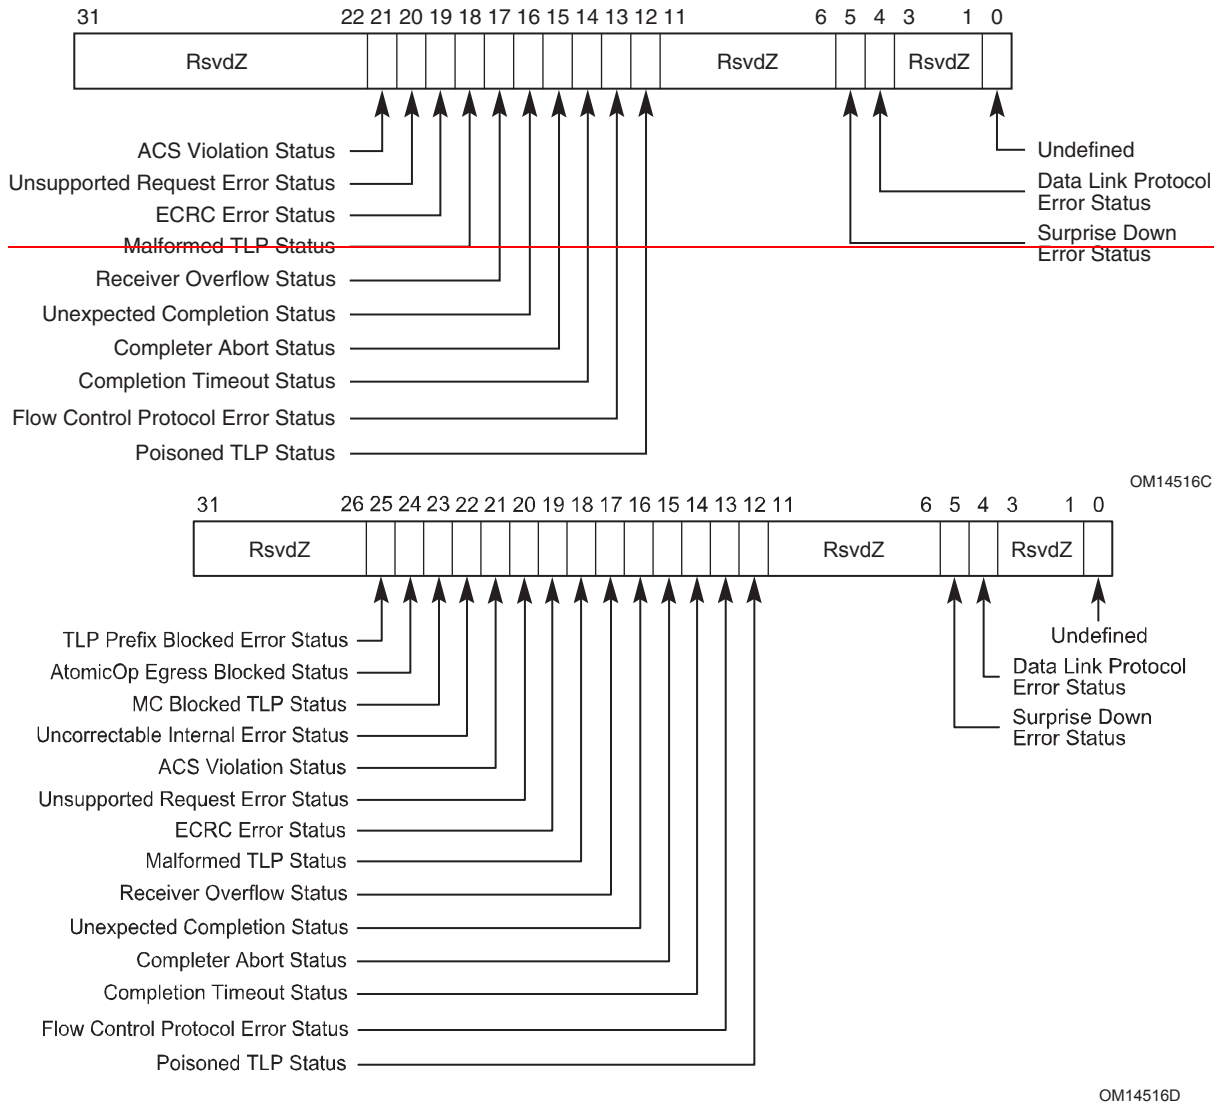 31 22 21 20 19 18 17 16 15 14 13 12 11 6 5 4 3 1 0
RsvdZ RsvdZ RsvdZ
ACS Violation Status
Unsupported Request Error Status
ECRC Error Status
Malformed TLP Status
Receiver Overflow Status
Unexpected Completion Status
Completer Abort Status
Completion Timeout Status
Flow Control Protocol Error Status
Poisoned TLP Status
Undefined
Data Link Protocol
Error Status
Surprise Down
Error Status
OM14516C
31 26 25 24 23 22 21 20 19 18 17 16 15 14 13 12 11 6 5 4 3 1 0
RsvdZ RsvdZ RsvdZ
TLP Prefix Blocked Error Status
AtomicOp Egress Blocked Status
MC Blocked TLP Status
Uncorrectable Internal Error Status
ACS Violation Status
Unsupported Request Error Status
ECRC Error Status
Malformed TLP Status
Receiver Overflow Status
Unexpected Completion Status
Completer Abort Status
Completion Timeout Status
Flow Control Protocol Error Status
Poisoned TLP Status
Undefined
Data Link Protocol
Error Status
Surprise Down
Error Status
OM14516D